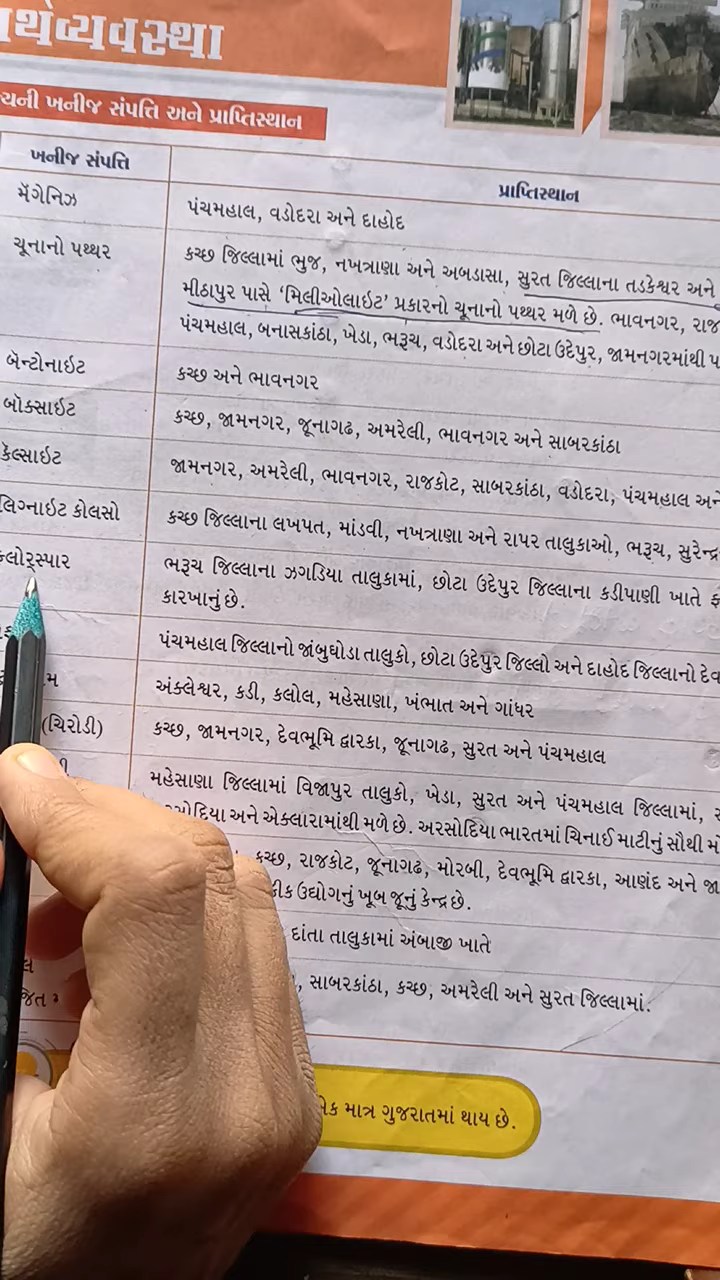 ર્થવ્યવસ્થા
યની ખનીજ સંપત્તિ અને પ્રાપ્તિસ્થાન
ખનીજ સંપત્તિ પ્રાપ્તિસ્થાન
મૅંગેનિઝ પંચમહાલ, વડોદરા અને દાહોદ
ચૂનાનો પથ્થર કચ્છ જિલ્લામાં ભુજ, નખત્રાણા અને અબડાસા, સુરત જિલ્લાના તડકેશ્વર અને
મીઠાપુર પાસે ‘મિલીઓલાઇટ’ પ્રકારનો ચૂનાનો પથ્થર મળે છે. ભાવનગર,
પંચમહાલ, બનાસકાંઠા, ખેડા, ભરૂચ, વડોદરા અને છોટા ઉદેપુર, જામનગરમાંથી
બૅન્ટોનાઇટ કચ્છ અને ભાવનગર
બૉક્સાઇટ કચ્છ, જામનગર, જૂનાગઢ, અમરેલી, ભાવનગર અને સાબરકાંઠા
કૅલ્સાઇટ જામનગર, અમરેલી, ભાવનગર, રાજકોટ, સાબરકાંઠા, વડોદરા, પંચમહાલ અને
લિગ્નાઇટ કોલસો કચ્છ જિલ્લાના લખપત, માંડવી, નખત્રાણા અને રાપર તાલુકાઓ, ભરૂચ,
લોર્સ્પાર ભરૂચ જિલ્લાના ઝગડિયા તાલુકામાં, છોટા ઉદેપુર જિલ્લાના કડીપાણી ખાતે
કારખાનું છે.
પંચમહાલ જિલ્લાનો જાંબુઘોડા તાલુકો, છોટા ઉદેપુર જિલ્લો અને દાહોદ જિલ્લાનો
મ અંક્લેશ્વર, કડી, કલોલ, મહેસાણા, ખંભાત અને ગાંધર
(ચિરોડી) કચ્છ, જામનગર, દેવભૂમિ દ્વારકા, જૂનાગઢ, સુરત અને પંચમહાલ
મહેસાણા જિલ્લામાં વિજાપુર તાલુકો, ખેડા, સુરત અને પંચમહાલ જિલ્લામાં,
રસોદિયા અને એકલારામાંથી મળે છે. અરસોદિયા ભારતમાં ચિનાઈ માટીનું સૌથી
કચ્છ, રાજકોટ, જૂનાગઢ, મોરબી, દેવભૂમિ દ્વારકા, આણંદ અને
કીક ઉદ્યોગનું ખૂબ જૂનું કેન્દ્ર છે.
દાંતા તાલુકામાં અંબાજી ખાતે
સાબરકાંઠા, કચ્છ, અમરેલી અને સુરત જિલ્લામાં.
માત્ર ગુજરાતમાં થાય છે.